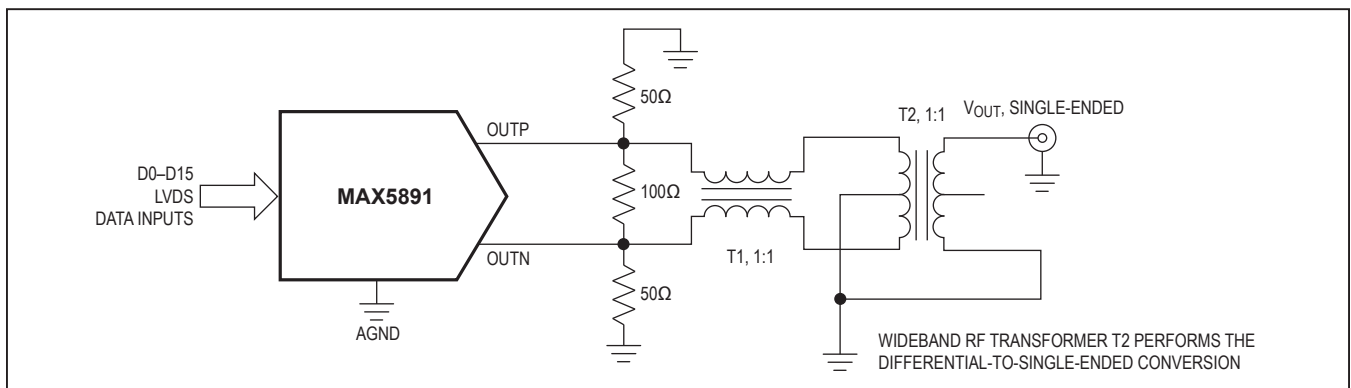 50Ω
OUTP
T2, 1:1
VOUT, SINGLE-ENDED
D0–D15
LVDS
DATA INPUTS
MAX5891
100Ω
OUTN
T1, 1:1
50Ω
AGND
WIDEBAND RF TRANSFORMER T2 PERFORMS THE
DIFFERENTIAL-TO-SINGLE-ENDED CONVERSION